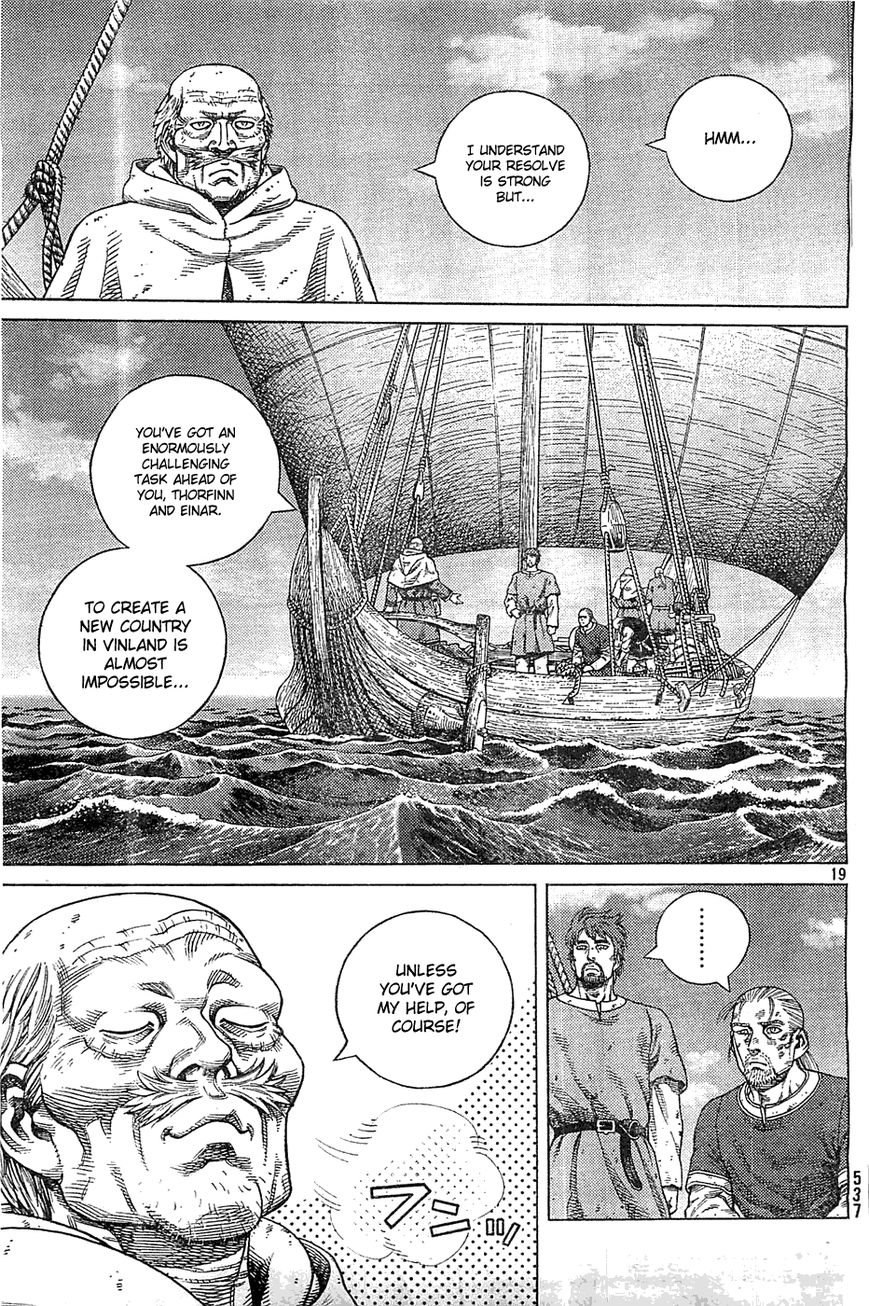 HMM...
I UNDERSTAND
YOUR RESOLVE
IS STRONG
BUT...
YOU'VE GOT AN
ENORMOUSLY
CHALLENGING
TASK AHEAD OF
YOU, THORFINN
AND EINAR.
TO CREATE A
NEW COUNTRY
IN VINLAND IS
ALMOST
IMPOSSIBLE...
19
......
UNLESS
YOU'VE GOT
MY HELP, OF
COURSE!
フンッ
537